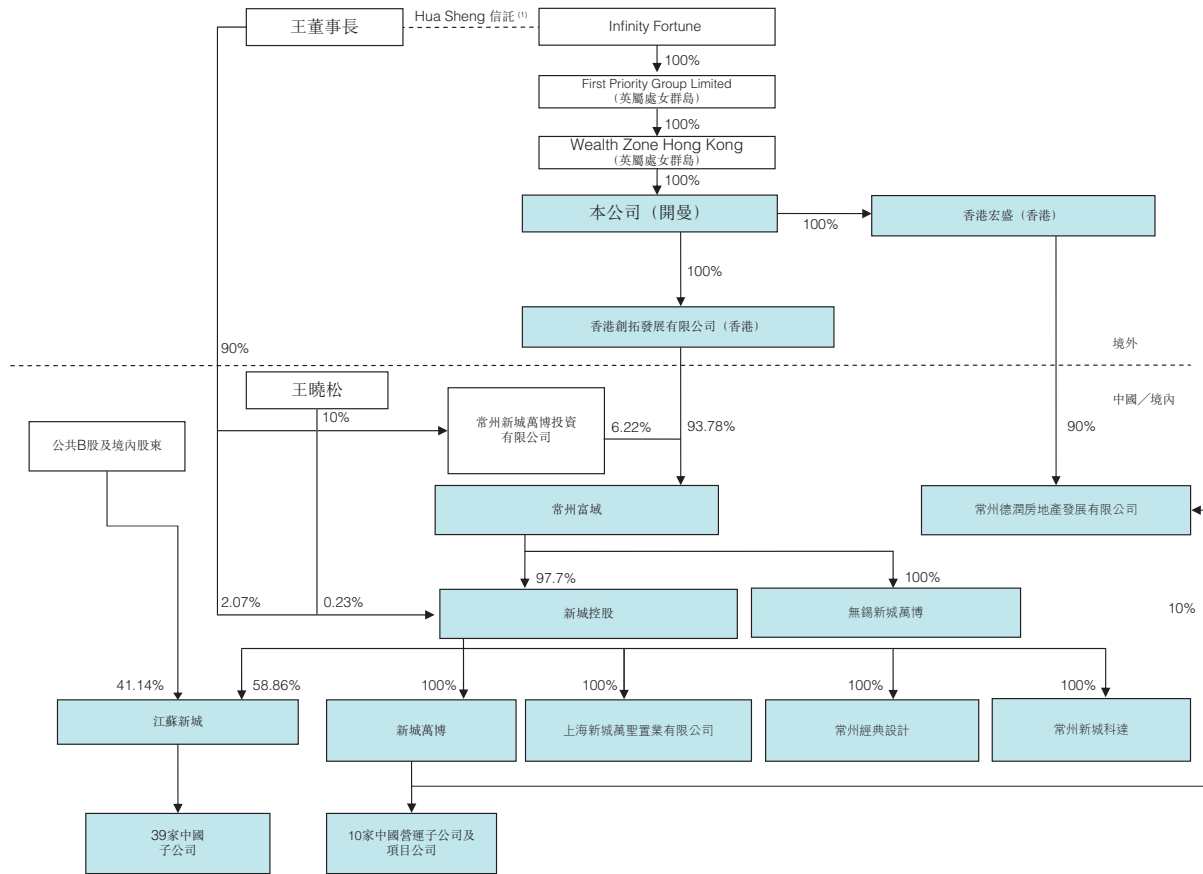 王董事長
Hua Sheng 信託 (1)
Infinity Fortune
100%
First Priority Group Limited
(英屬處女群島)
100%
Wealth Zone Hong Kong
(英屬處女群島)
100%
本公司(開曼)
100%
香港宏盛(香港)
100%
香港創拓發展有限公司(香港)
90%
境外
王曉松
中國／境內
10%
常州新城萬博投資
有限公司
6.22%
93.78%
90%
公共B股及境內股東
常州富域
常州德潤房地產發展有限公司
97.7%
100%
2.07%
0.23%
新城控股
無錫新城萬博
10%
41.14%
58.86%
100%
100%
100%
100%
江蘇新城
新城萬博
上海新城萬聖置業有限公司
常州經典設計
常州新城科達
39家中國
子公司
10家中國營運子公司及
項目公司